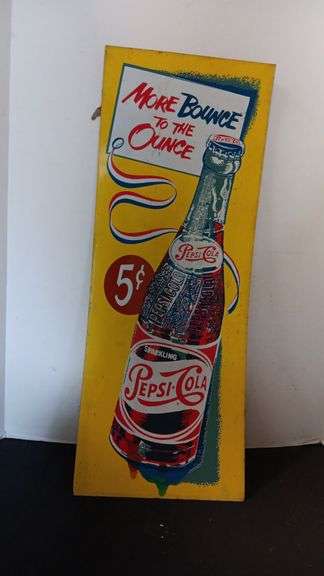 MORE BOUNCE
TO THE
OUNCE
PEPSI-COLA
5¢
SPARKLING
PEPSI-COLA